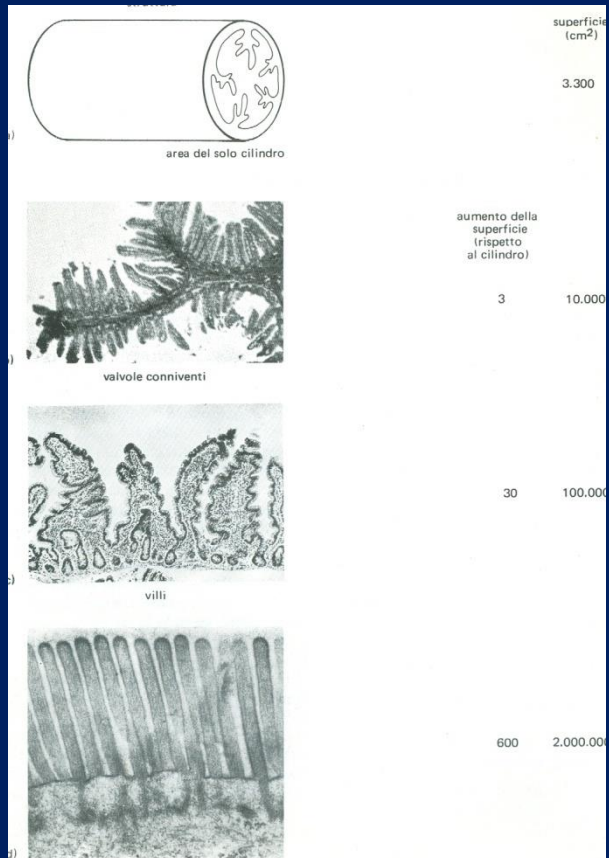 struttura
superficie
(cm²)
3.300
area del solo cilindro
aumento della
superficie
(rispetto
al cilindro)
3 10.000
valvole conniventi
30 100.000
c)
villi
600 2.000.000
d)